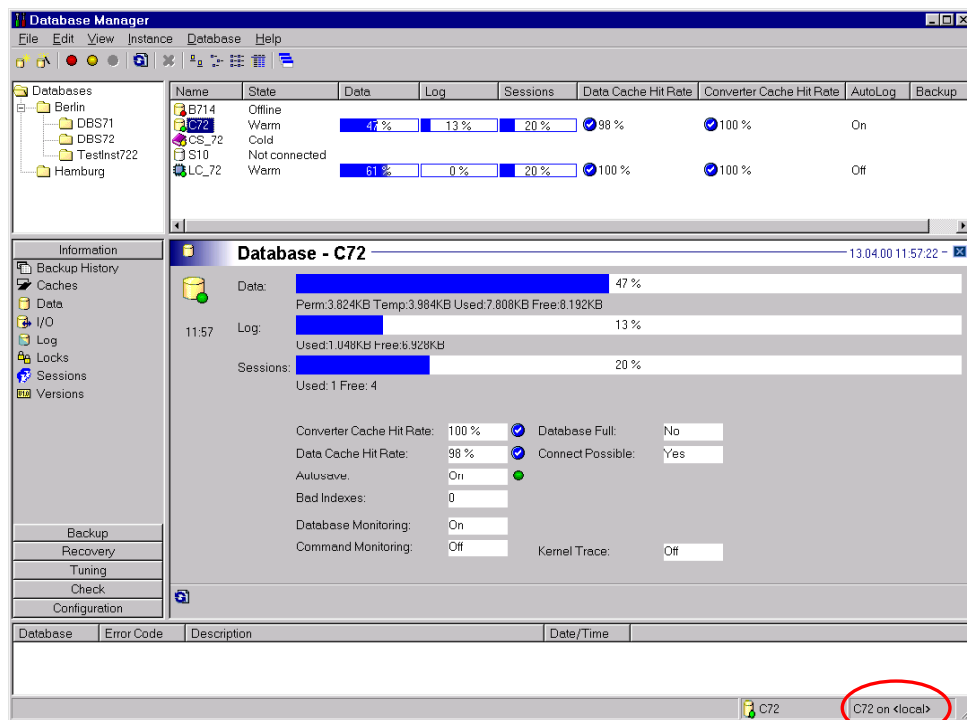 Database Manager
File Edit View Instance Database Help
Databases
Berlin
DBS71
DBS72
TestInst722
Hamburg
Name State Data Log Sessions Data Cache Hit Rate Converter Cache Hit Rate AutoLog Backup
B714 Offline
C72 Warm 47 % 13 % 20 % 98 % 100 % On
CS_72 Cold
S10 Not connected
LC_72 Warm 61 % 0 % 20 % 100 % 100 % Off
Information
Backup History
Caches
Data
I/O
Log
Locks
Sessions
Versions
Backup
Recovery
Tuning
Check
Configuration
Database - C72 13.04.00 11:57:22 -
11:57
Data: 47 %
Perm:3.824KB Temp:3.984KB Used:7.808KB Free:8.192KB
Log: 13 %
Used:1.048KB Free:6.928KB
Sessions: 20 %
Used: 1 Free: 4
Converter Cache Hit Rate: 100 % Database Full: No
Data Cache Hit Rate: 98 % Connect Possible: Yes
Autosave: On
Bad Indexes: 0
Database Monitoring: On
Command Monitoring: Off Kernel Trace: Off
Database Error Code Description Date/Time
C72 C72 on <local>